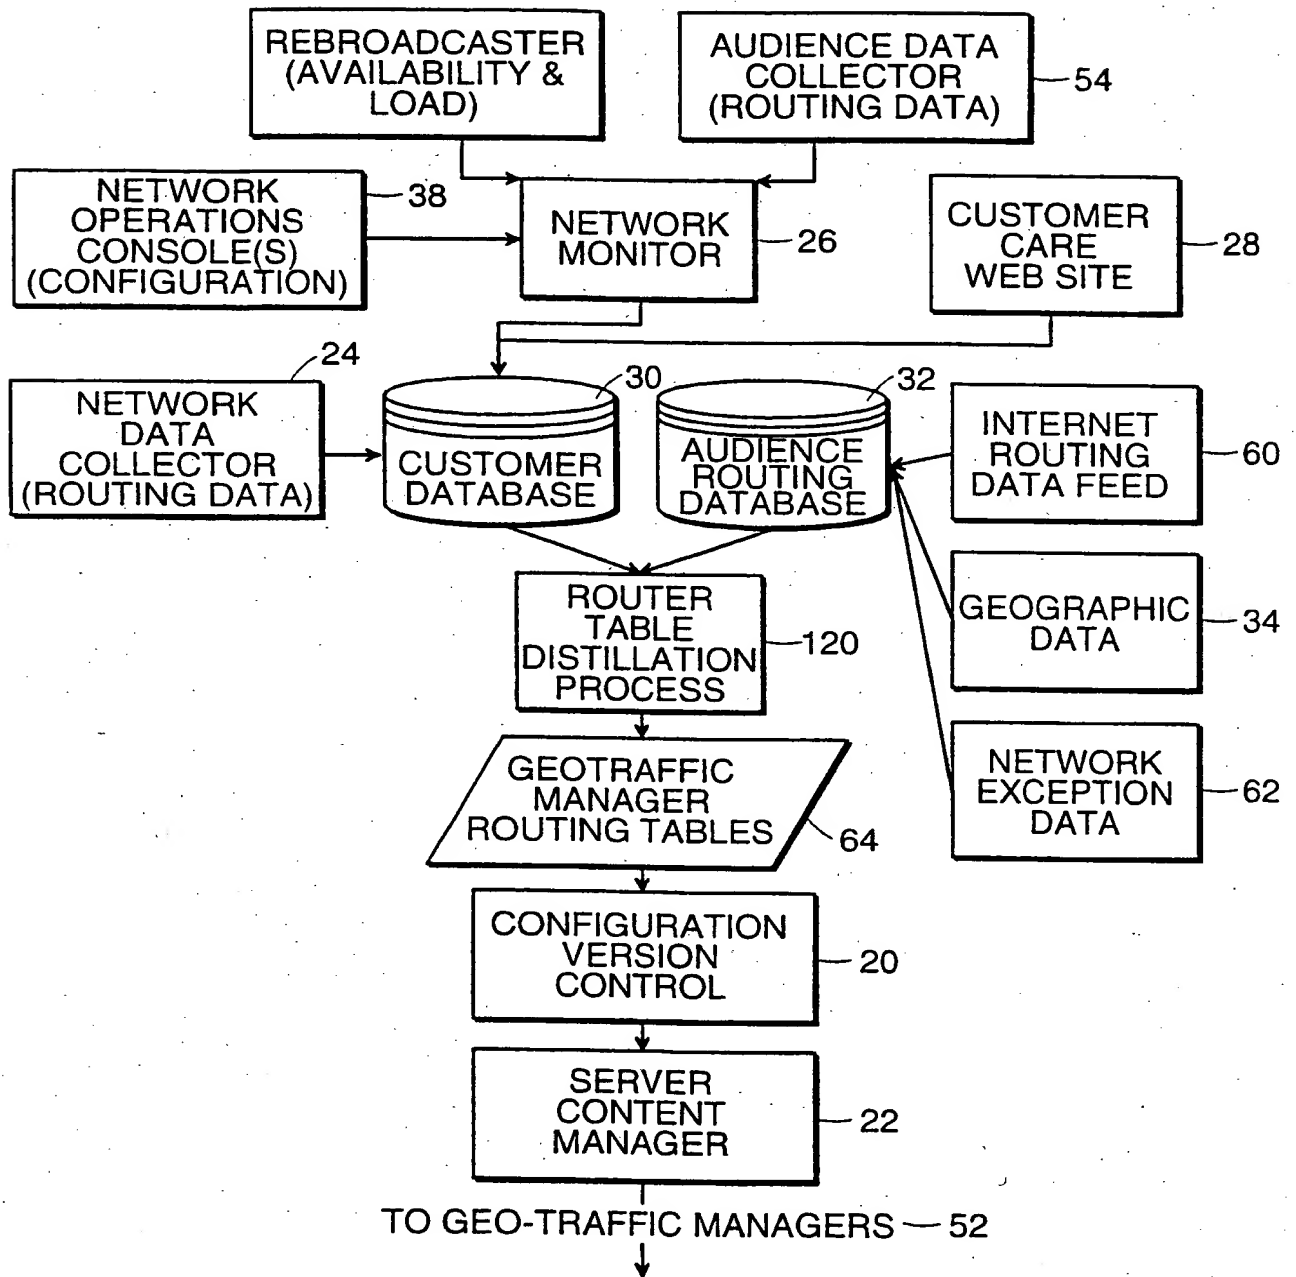 REBROADCASTER
(AVAILABILITY &
LOAD)
AUDIENCE DATA
COLLECTOR
(ROUTING DATA)
54
NETWORK
OPERATIONS
CONSOLE(S)
(CONFIGURATION)
38
NETWORK
MONITOR
26
CUSTOMER
CARE
WEB SITE
28
NETWORK
DATA
COLLECTOR
(ROUTING DATA)
24
CUSTOMER
DATABASE
30
AUDIENCE
ROUTING
DATABASE
32
INTERNET
ROUTING
DATA FEED
60
ROUTER
TABLE
DISTILLATION
PROCESS
120
GEOGRAPHIC
DATA
34
GEOTRAFFIC
MANAGER
ROUTING TABLES
64
NETWORK
EXCEPTION
DATA
62
CONFIGURATION
VERSION
CONTROL
20
SERVER
CONTENT
MANAGER
22
TO GEO-TRAFFIC MANAGERS
52